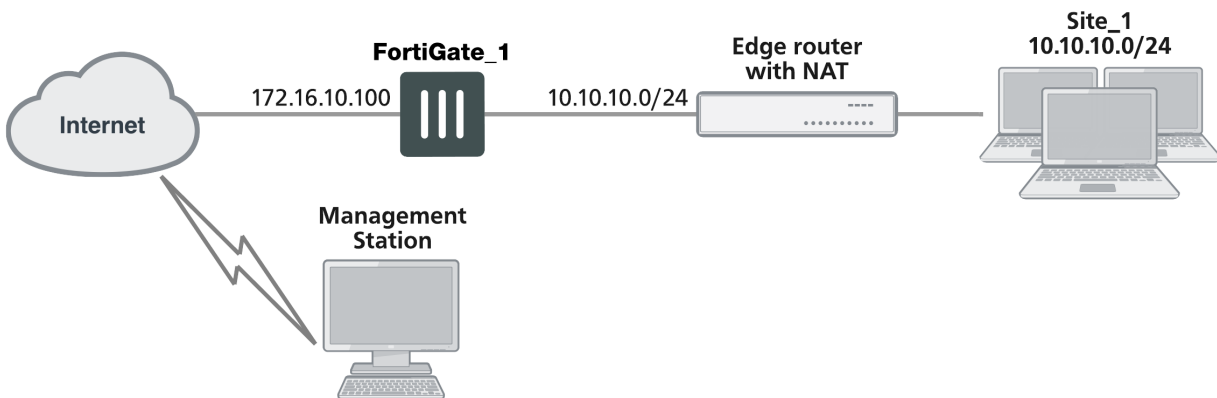 Site_1
10.10.10.0/24
Edge router
with NAT
FortiGate_1
172.16.10.100
10.10.10.0/24
Internet
Management
Station